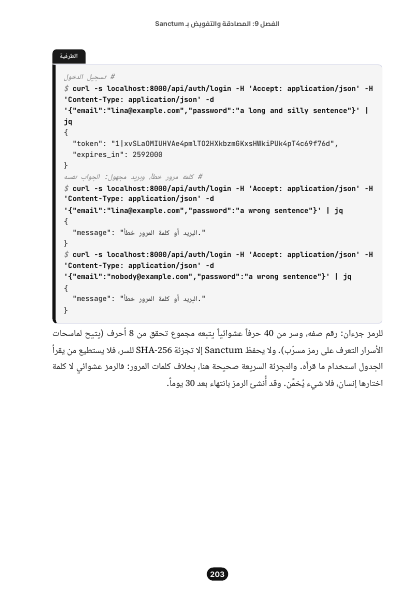 الفصل 9: المصادقة والتفويض بـ Sanctum
الطرفية
# تسجيل الدخول
$ curl -s localhost:8000/api/auth/login -H 'Accept: application/json' -H
'Content-Type: application/json' -d
'{"email":"lina@example.com","password":"a long and silly sentence"}' |
jq
{
  "token": "1|xvSLaOMIUHVAe4pmlTO2HXkbzmGKxsHWkiPUk4pT4c69f76d",
  "expires_in": 2592000
}
# كلمة مرور خطأ، وبريد مجهول: الجواب نفسه
$ curl -s localhost:8000/api/auth/login -H 'Accept: application/json' -H
'Content-Type: application/json' -d
'{"email":"lina@example.com","password":"a wrong sentence"}' | jq
{
  "message": "البريد أو كلمة المرور خطأ."
}
$ curl -s localhost:8000/api/auth/login -H 'Accept: application/json' -H
'Content-Type: application/json' -d
'{"email":"nobody@example.com","password":"a wrong sentence"}' | jq
{
  "message": "البريد أو كلمة المرور خطأ."
}
للرمز جزءان: رقم صفه، وسر من 40 حرفاً عشوائياً يتبعه مجموع تحقق من 8 أحرف (يتيح لماسحات
الأسرار التعرف على رمز مسرَّب). ولا يحفظ Sanctum إلا تجزئة SHA-256 للسر، فلا يستطيع من يقرأ
الجدول استخدام ما قرأه. والتجزئة السريعة صحيحة هنا، بخلاف كلمات المرور: فالرمز عشوائي لا كلمة
اختارها إنسان، فلا شيء يُخمَّن. وقد أُنشئ الرمز بانتهاء بعد 30 يوماً.
203